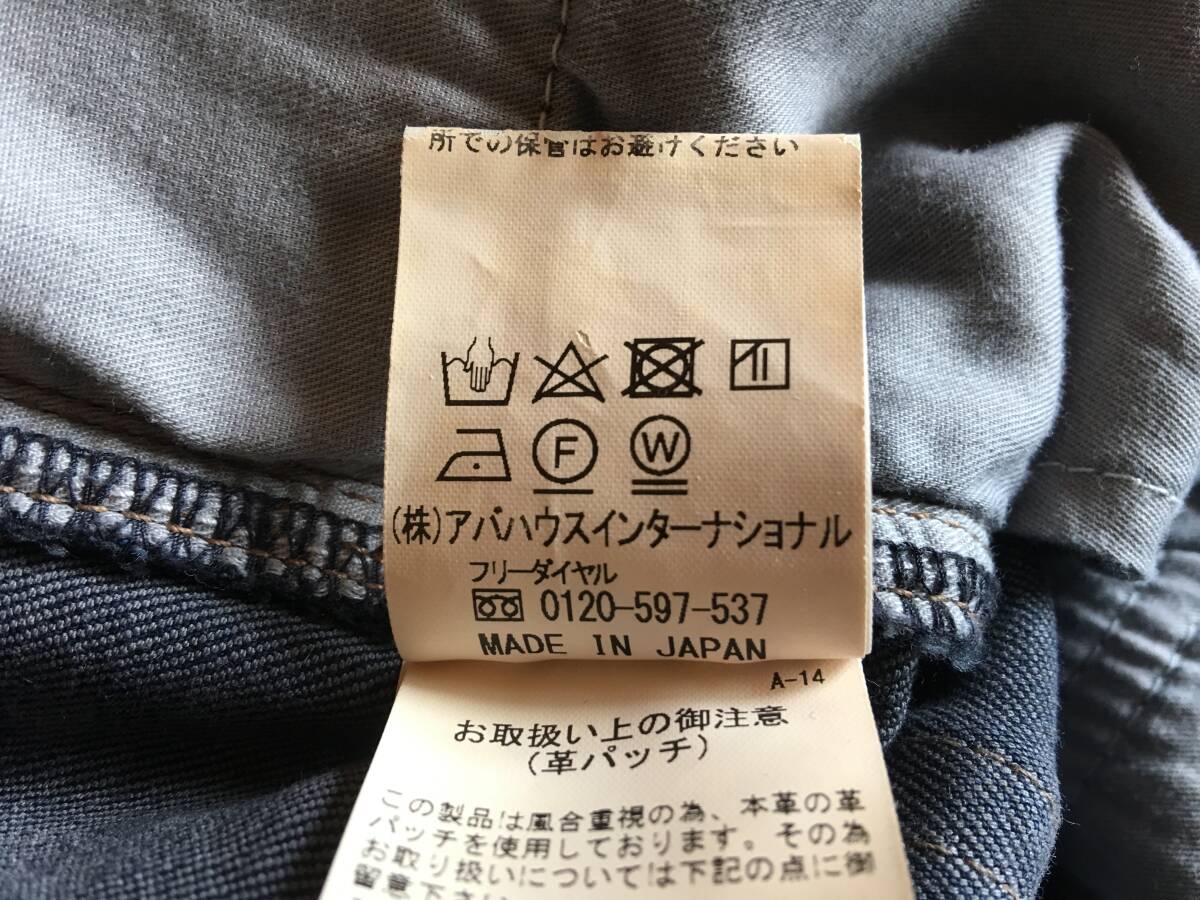 所での保管はお避けください
F W
(株)アバハウスインターナショナル
フリーダイヤル
0120-597-537
MADE IN JAPAN
A-14
お取扱い上の御注意
(革パッチ)
この製品は風合重視の為、本革の革
パッチを使用しております。その為
お取り扱いについては下記の点に御
留意下さい